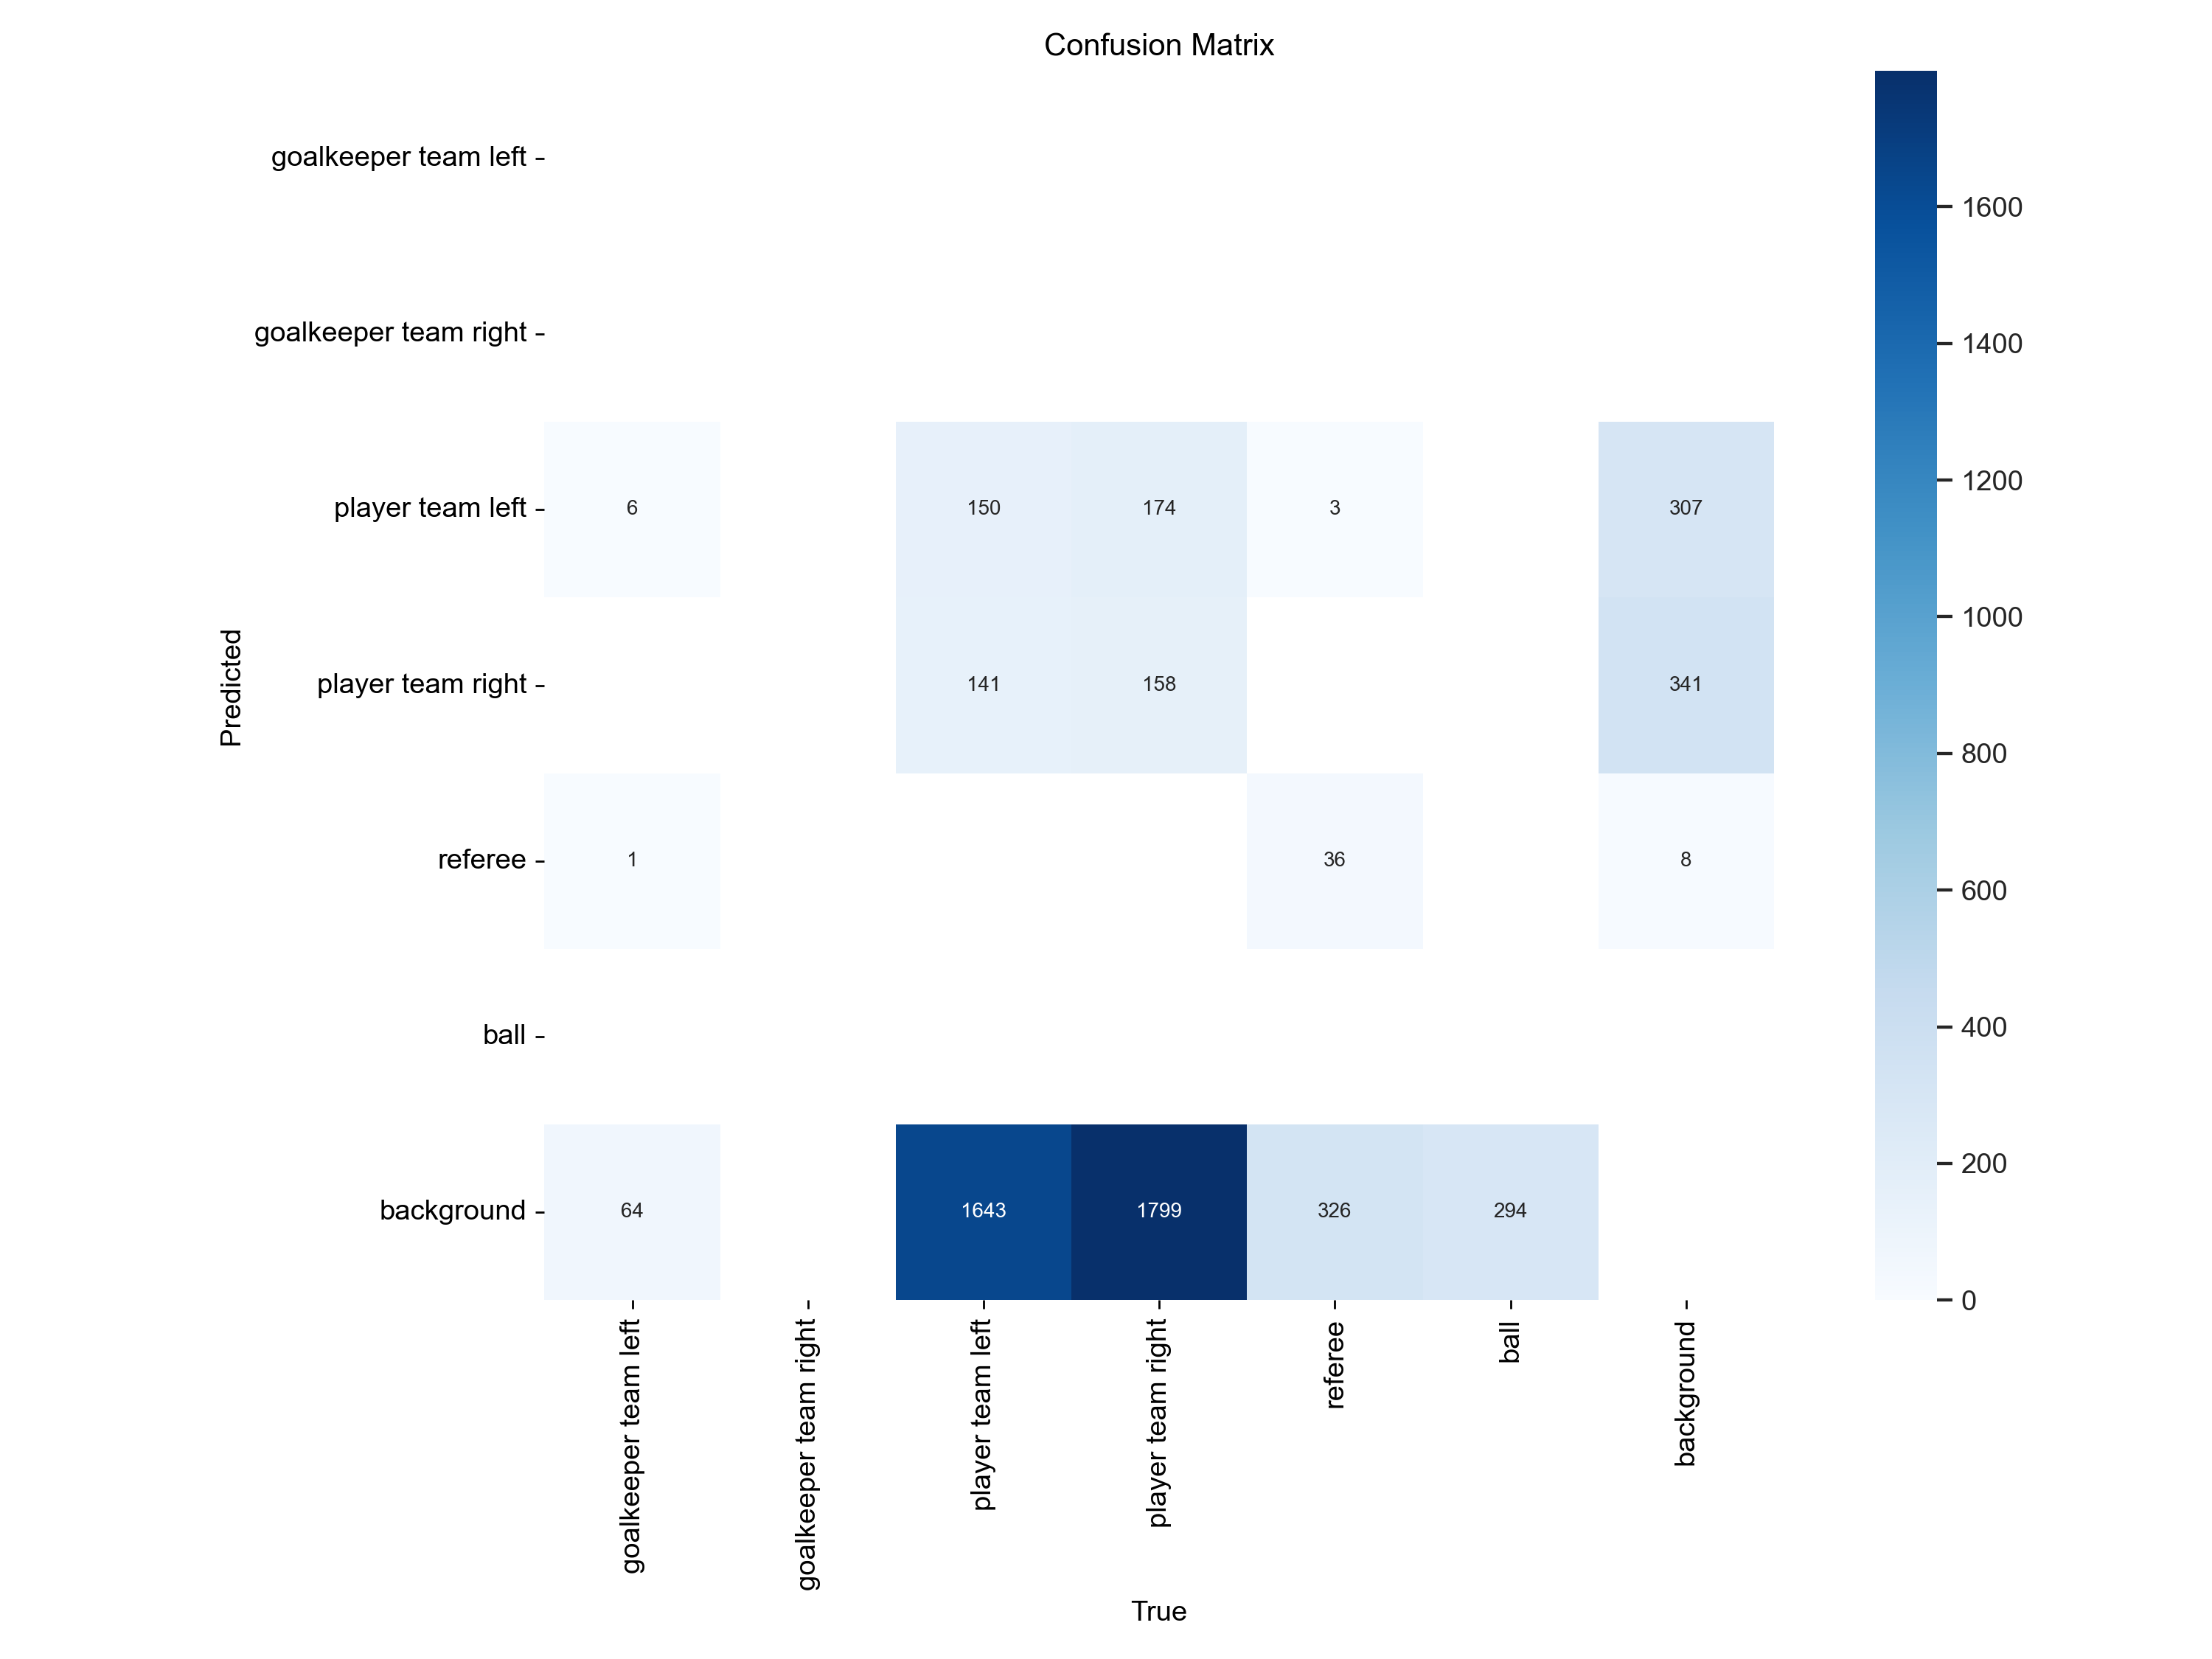 Confusion Matrix
goalkeeper team left
goalkeeper team right
player team left
6 150 174 3 307
player team right
141 158 341
referee
1 36 8
ball
background
64 1643 1799 326 294
Predicted
goalkeeper team left
goalkeeper team right
player team left
player team right
referee
ball
background
True
1600
1400
1200
1000
800
600
400
200
0